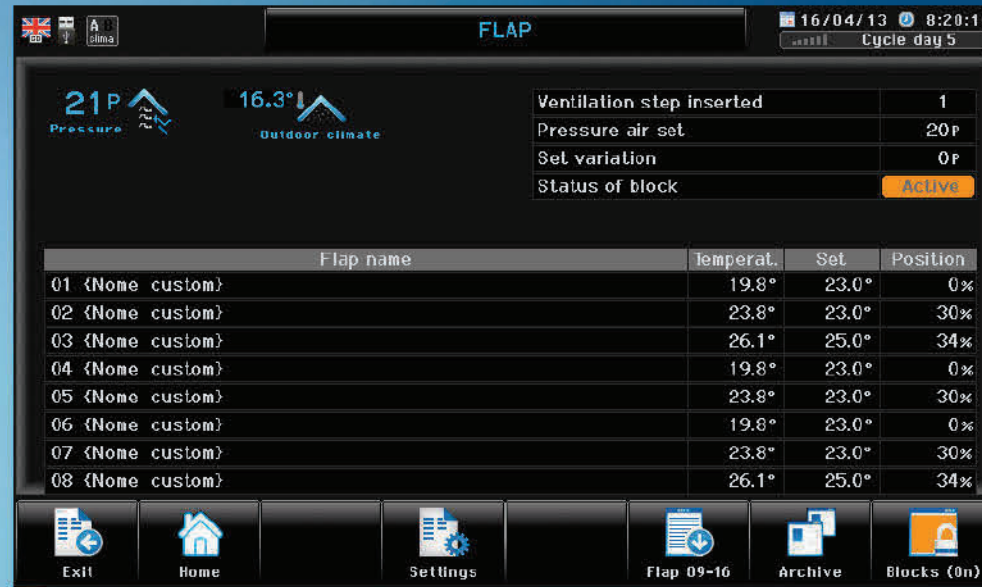 GB
A
clima
FLAP
16/04/13 8:20:1
Cycle day 5
21P
Pressure
16.3°
Outdoor climate
Ventilation step inserted 1
Pressure air set 20P
Set variation 0P
Status of block Active
Flap name Temperat. Set Position
01 {Nome custom} 19.8° 23.0° 0%
02 {Nome custom} 23.8° 23.0° 30%
03 {Nome custom} 26.1° 25.0° 34%
04 {Nome custom} 19.8° 23.0° 0%
05 {Nome custom} 23.8° 23.0° 30%
06 {Nome custom} 19.8° 23.0° 0%
07 {Nome custom} 23.8° 23.0° 30%
08 {Nome custom} 26.1° 25.0° 34%
Exit Home Settings Flap 09-16 Archive Blocks (On)